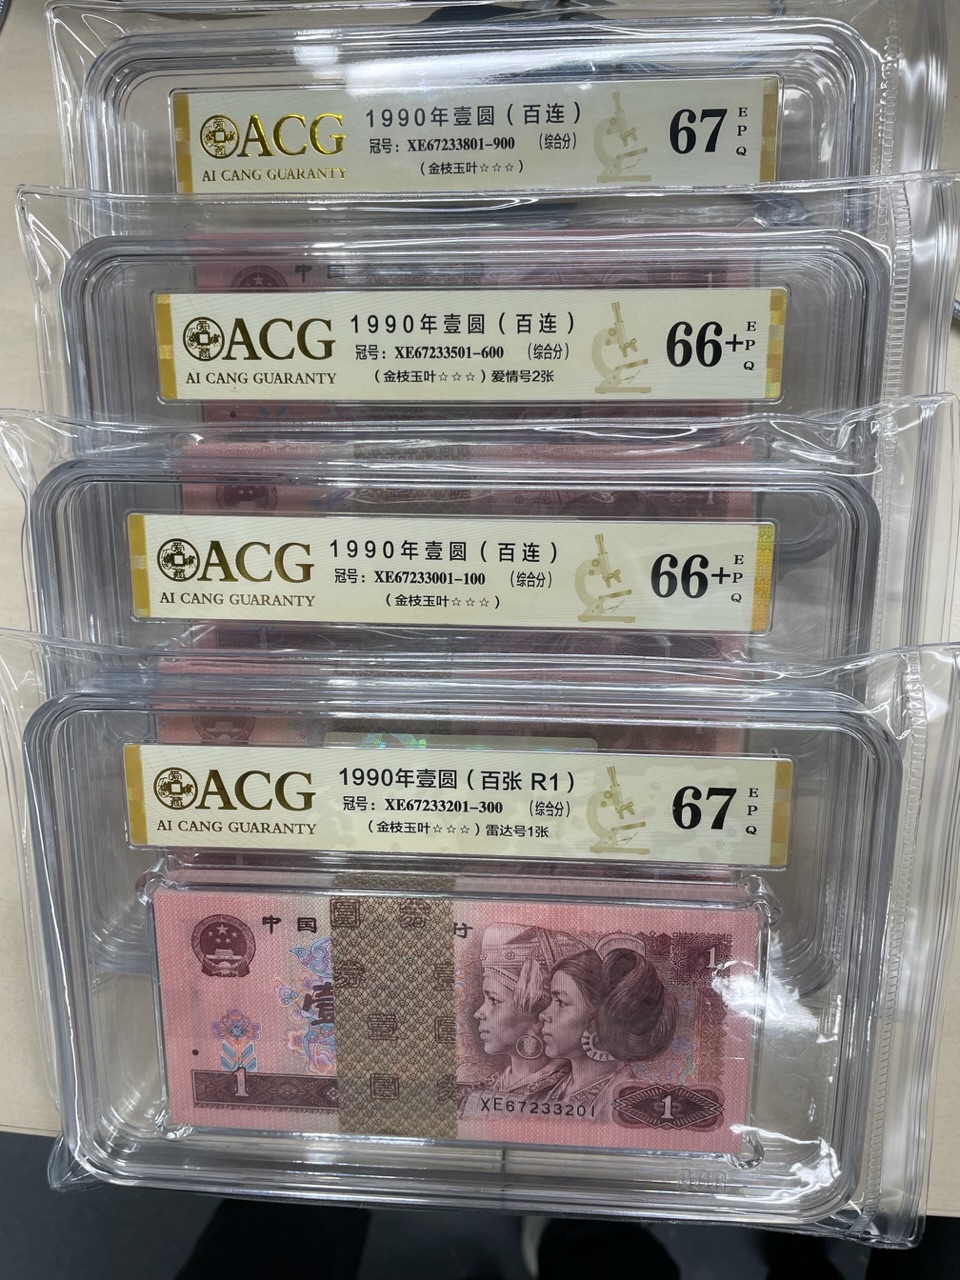 ACG
AI CANG GUARANTY
1990年壹圆（百连）
冠号：XE67233801-900 （综合分）
（金枝玉叶☆☆☆）
67
EPQ
中国
1
ACG
AI CANG GUARANTY
1990年壹圆（百连）
冠号：XE67233501-600 （综合分）
（金枝玉叶☆☆☆）爱情号2张
66+
EPQ
1
ACG
AI CANG GUARANTY
1990年壹圆（百连）
冠号：XE67233001-100 （综合分）
（金枝玉叶☆☆☆）
66+
EPQ
ACG
AI CANG GUARANTY
1990年壹圆（百张 R1）
冠号：XE67233201-300 （综合分）
（金枝玉叶☆☆☆）雷达号1张
67
EPQ
中国
1
壹
1
XE67233201
1